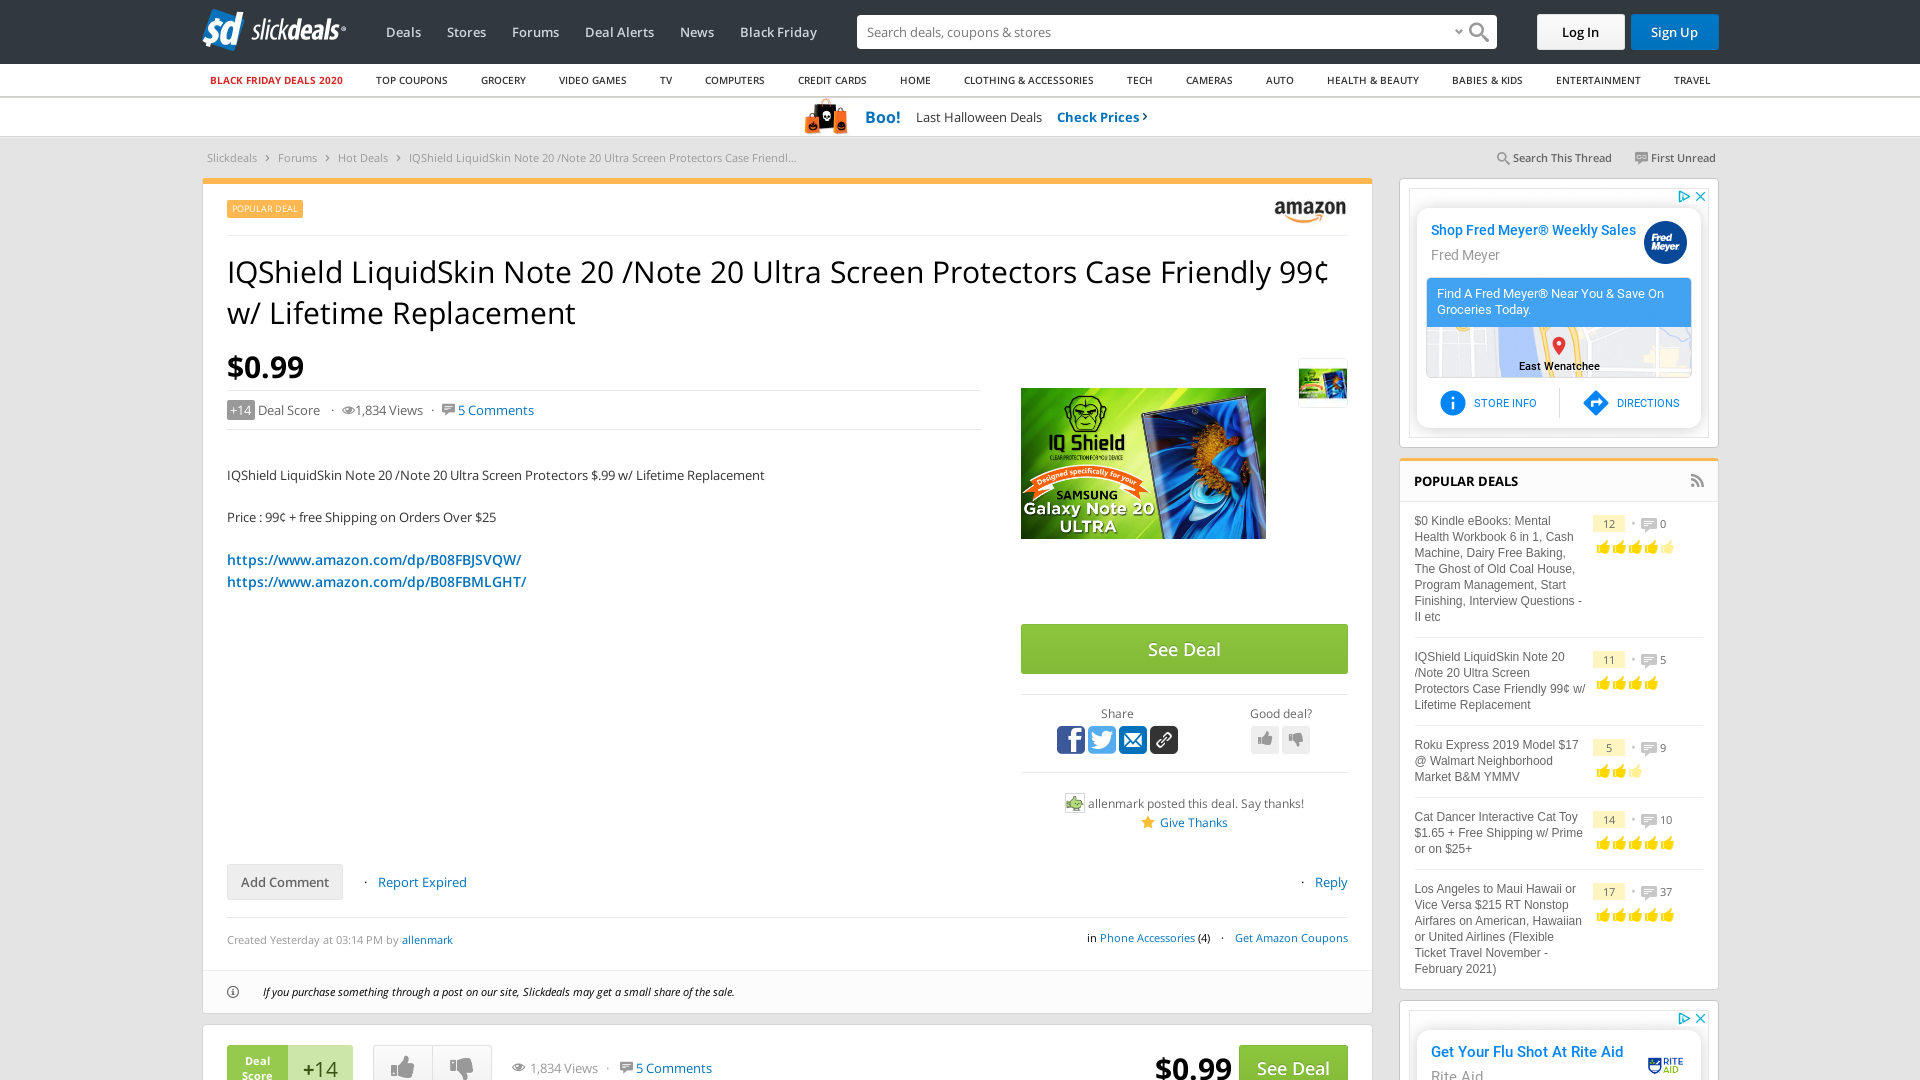 sd slickdeals
Deals
Stores
Forums
Deal Alerts
News
Black Friday
Search deals, coupons & stores
Log In
Sign Up
BLACK FRIDAY DEALS 2020
TOP COUPONS
GROCERY
VIDEO GAMES
TV
COMPUTERS
CREDIT CARDS
HOME
CLOTHING & ACCESSORIES
TECH
CAMERAS
AUTO
HEALTH & BEAUTY
BABIES & KIDS
ENTERTAINMENT
TRAVEL
Boo! Last Halloween Deals Check Prices ›
Slickdeals › Forums › Hot Deals › IQShield LiquidSkin Note 20 /Note 20 Ultra Screen Protectors Case Friendl...
Search This Thread
First Unread
POPULAR DEAL
amazon
IQShield LiquidSkin Note 20 /Note 20 Ultra Screen Protectors Case Friendly 99¢
w/ Lifetime Replacement
$0.99
+14 Deal Score · 1,834 Views · 5 Comments
IQShield LiquidSkin Note 20 /Note 20 Ultra Screen Protectors $.99 w/ Lifetime Replacement
Price : 99¢ + free Shipping on Orders Over $25
https://www.amazon.com/dp/B08FBJSVQW/
https://www.amazon.com/dp/B08FBMLGHT/
IQ Shield
CLEAR PROTECTION FOR YOU DEVICE
Designed specifically for your
SAMSUNG
Galaxy Note 20
ULTRA
See Deal
Share
Good deal?
allenmark posted this deal. Say thanks!
Give Thanks
Add Comment
· Report Expired
· Reply
Created Yesterday at 03:14 PM by allenmark
in Phone Accessories (4) · Get Amazon Coupons
If you purchase something through a post on our site, Slickdeals may get a small share of the sale.
Deal
Score
+14
1,834 Views · 5 Comments
$0.99
See Deal
Shop Fred Meyer® Weekly Sales
Fred Meyer
Fred
Meyer
Find A Fred Meyer® Near You & Save On
Groceries Today.
East Wenatchee
STORE INFO
DIRECTIONS
POPULAR DEALS
$0 Kindle eBooks: Mental
Health Workbook 6 in 1, Cash
Machine, Dairy Free Baking,
The Ghost of Old Coal House,
Program Management, Start
Finishing, Interview Questions -
II etc
12 • 0
IQShield LiquidSkin Note 20
/Note 20 Ultra Screen
Protectors Case Friendly 99¢ w/
Lifetime Replacement
11 • 5
Roku Express 2019 Model $17
@ Walmart Neighborhood
Market B&M YMMV
5 • 9
Cat Dancer Interactive Cat Toy
$1.65 + Free Shipping w/ Prime
or on $25+
14 • 10
Los Angeles to Maui Hawaii or
Vice Versa $215 RT Nonstop
Airfares on American, Hawaiian
or United Airlines (Flexible
Ticket Travel November -
February 2021)
17 • 37
Get Your Flu Shot At Rite Aid
Rite Aid
RITE
AID